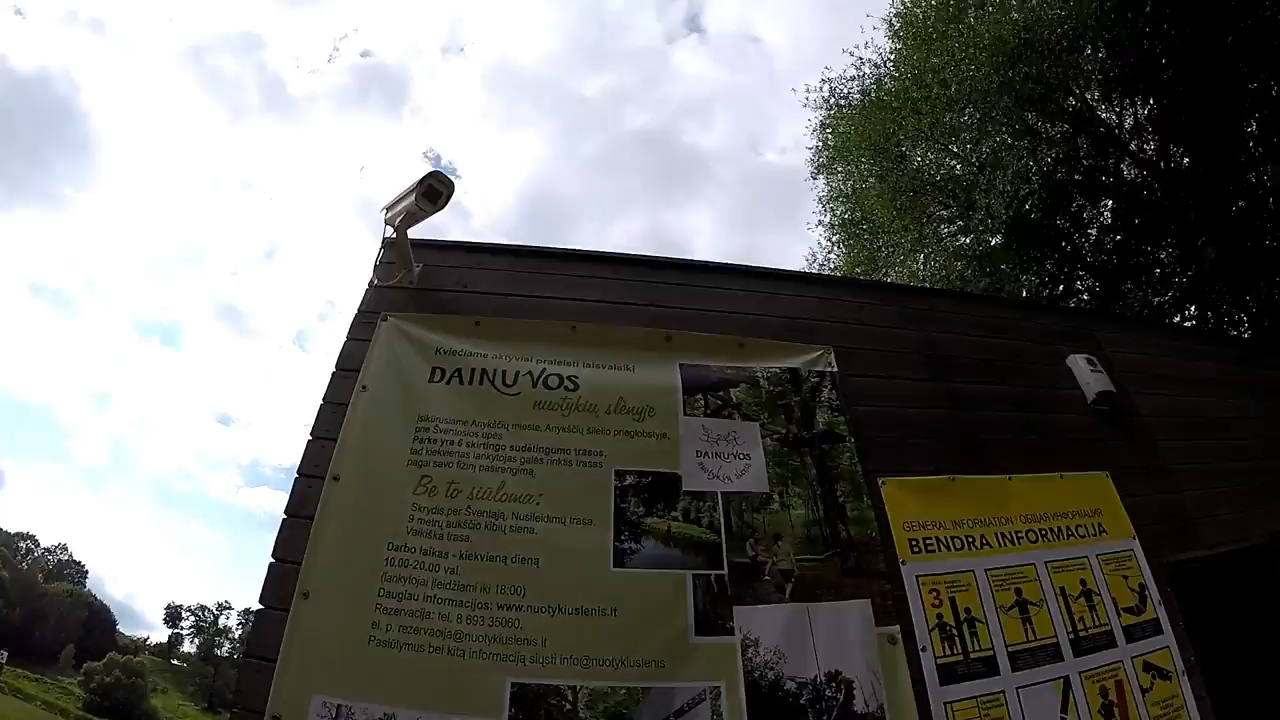 Kviečiame aktyviai praleisti laisvalaikį
DAINUVOS
nuotykių slėnyje
Įsikūrusiame Anykščių mieste, Anykščių šilelio prieglobstyje,
prie Šventosios upės
Parke yra 6 skirtingo sudėtingumo trasos,
tad kiekvienas lankytojas galės rinktis trasas
pagal savo fizinį pasirengimą.
Be to siūloma:
Skrydis per Šventąją, Nusileidimų trasa.
9 metrų aukščio kibių siena.
Vaikiška trasa.
Darbo laikas - kiekvieną dieną
10.00-20.00 val.
(lankytojai įleidžiami iki 18:00)
Daugiau informacijos: www.nuotykiuslenis.lt
Rezervacija: tel. 8 693 35060,
el. p. rezervacija@nuotykiuslenis.lt
Pasiūlymus bei kitą informaciją siųsti info@nuotykiuslenis
DAINUVOS
nuotykių slėnis
GENERAL INFORMATION / ОБЩАЯ ИНФОРМАЦИЯ
BENDRA INFORMACIJA
3